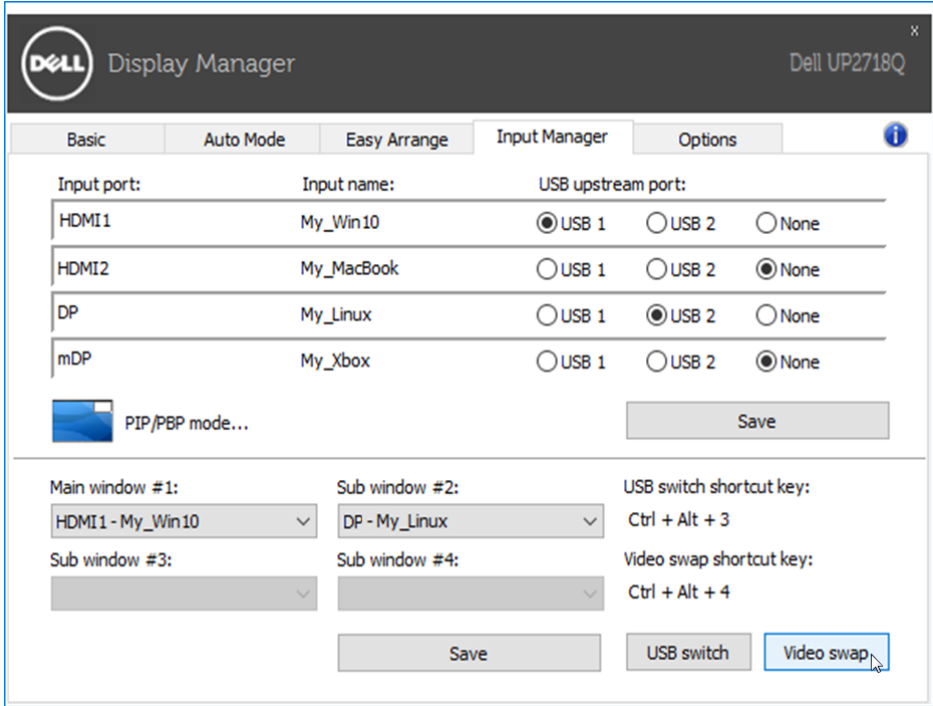 x
DELL Display Manager Dell UP2718Q
Basic Auto Mode Easy Arrange Input Manager Options i
Input port: Input name: USB upstream port:
HDMI1 My_Win10 USB 1 USB 2 None
HDMI2 My_MacBook USB 1 USB 2 None
DP My_Linux USB 1 USB 2 None
mDP My_Xbox USB 1 USB 2 None
PIP/PBP mode... Save
Main window #1: Sub window #2: USB switch shortcut key:
HDMI1 - My_Win10 DP - My_Linux Ctrl + Alt + 3
Sub window #3: Sub window #4: Video swap shortcut key:
Ctrl + Alt + 4
Save USB switch Video swap